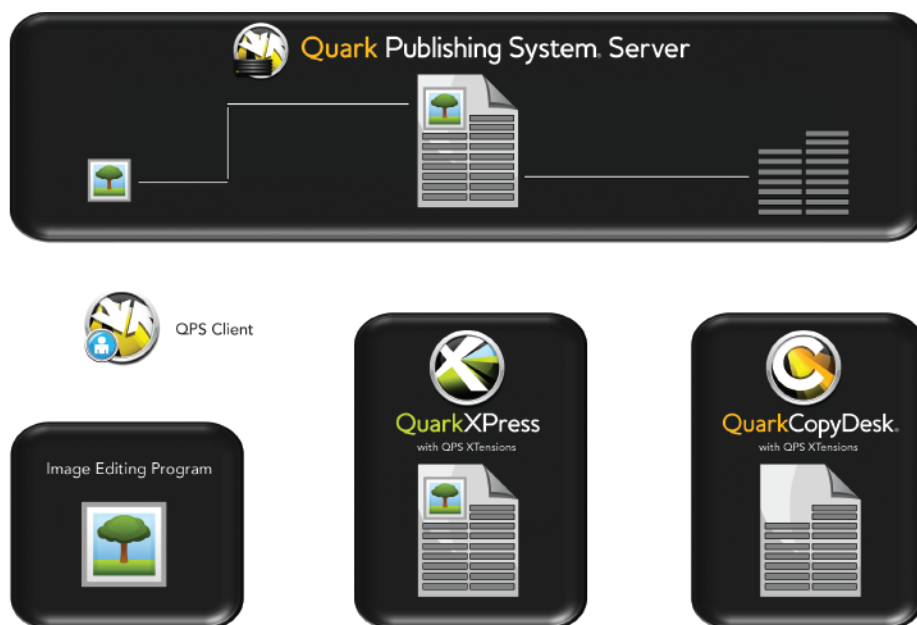 Quark Publishing System. Server
QPS Client
Image Editing Program
QuarkXPress
with QPS XTensions
QuarkCopyDesk®
with QPS XTensions